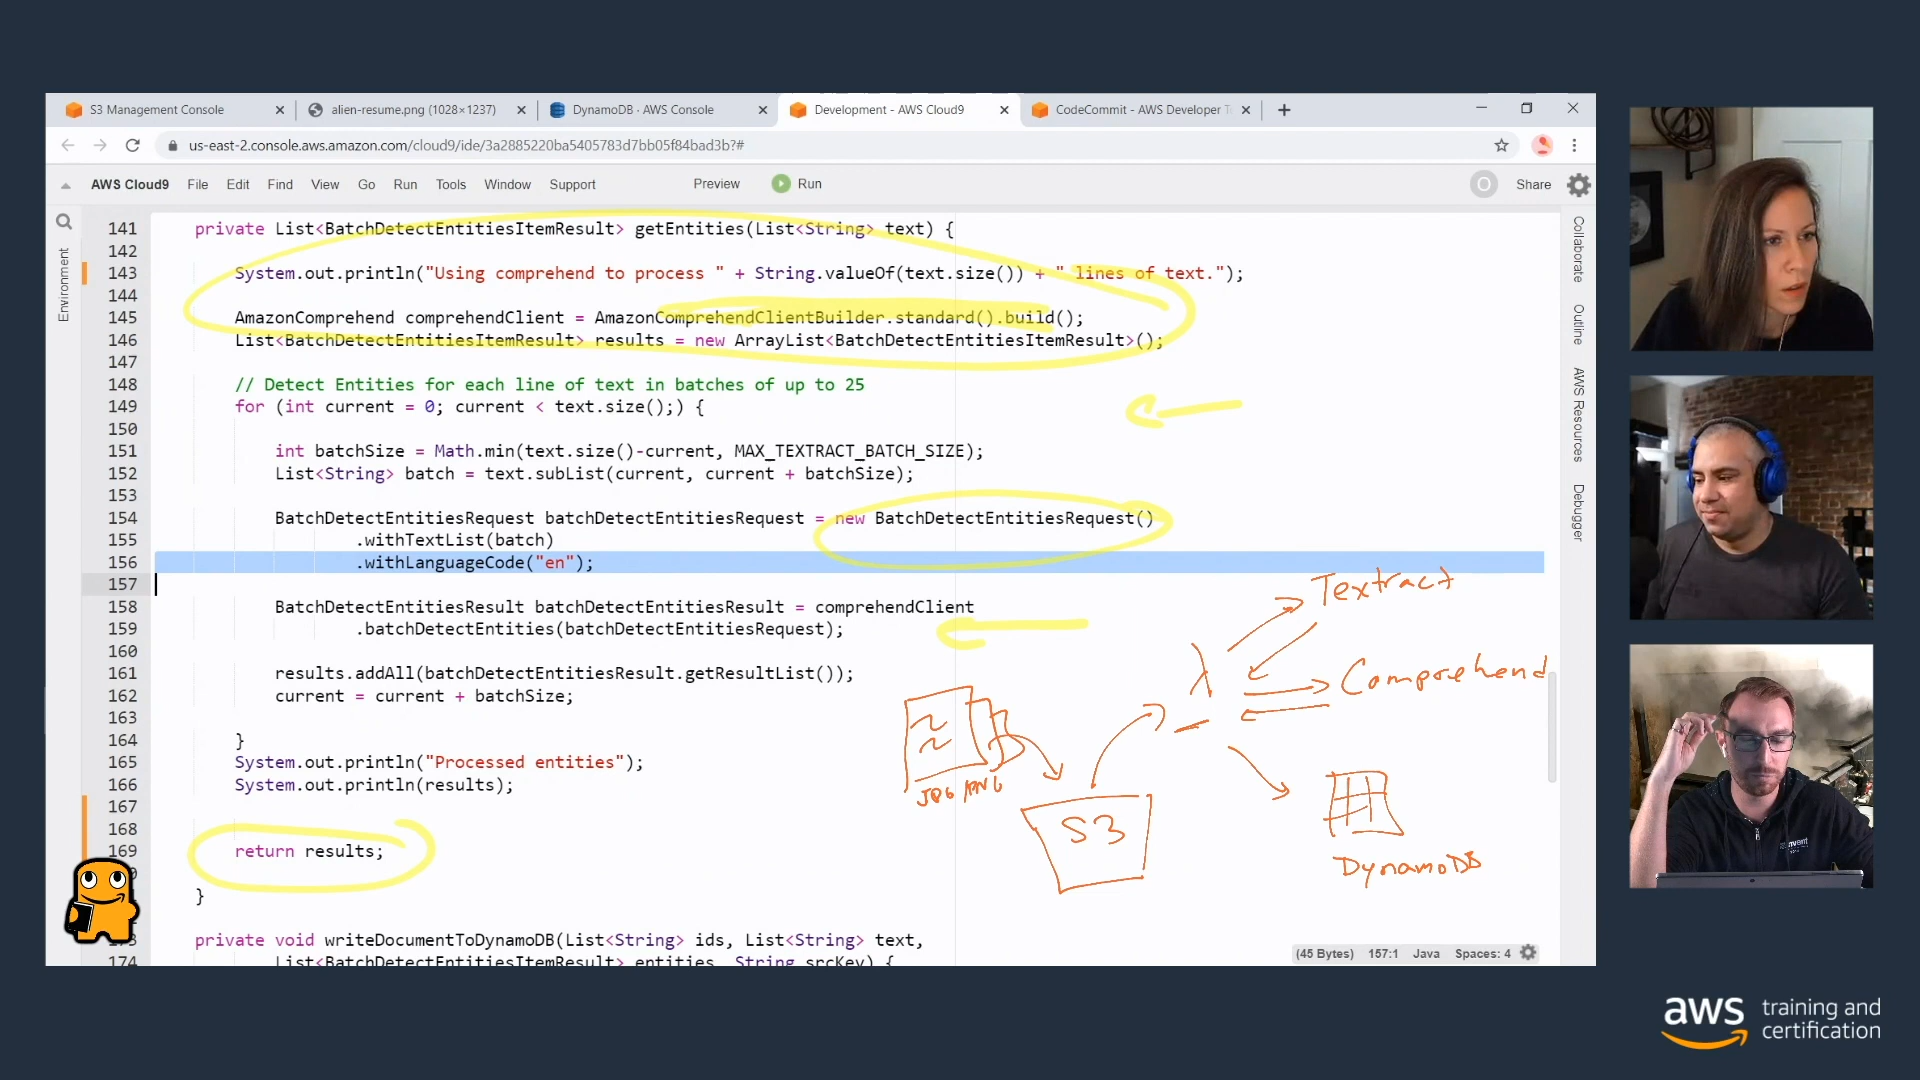 S3 Management Console
alien-resume.png (1028×1237)
DynamoDB · AWS Console
Development - AWS Cloud9
CodeCommit - AWS Developer T
us-east-2.console.aws.amazon.com/cloud9/ide/3a2885220ba5405783d7bb05f84bad3b?#
AWS Cloud9 File Edit Find View Go Run Tools Window Support Preview Run O Share
Environment
Collaborate
Outline
AWS Resources
Debugger
141 private List<BatchDetectEntitiesItemResult> getEntities(List<String> text) {
142
143 System.out.println("Using comprehend to process " + String.valueOf(text.size()) + " lines of text.");
144
145 AmazonComprehend comprehendClient = AmazonComprehendClientBuilder.standard().build();
146 List<BatchDetectEntitiesItemResult> results = new ArrayList<BatchDetectEntitiesItemResult>();
147
148 // Detect Entities for each line of text in batches of up to 25
149 for (int current = 0; current < text.size();) {
150
151 int batchSize = Math.min(text.size()-current, MAX_TEXTRACT_BATCH_SIZE);
152 List<String> batch = text.subList(current, current + batchSize);
153
154 BatchDetectEntitiesRequest batchDetectEntitiesRequest = new BatchDetectEntitiesRequest()
155 .withTextList(batch)
156 .withLanguageCode("en");
157
158 BatchDetectEntitiesResult batchDetectEntitiesResult = comprehendClient
159 .batchDetectEntities(batchDetectEntitiesRequest);
160
161 results.addAll(batchDetectEntitiesResult.getResultList());
162 current = current + batchSize;
163
164 }
165 System.out.println("Processed entities");
166 System.out.println(results);
167
168
169 return results;
}
private void writeDocumentToDynamoDB(List<String> ids, List<String> text,
174 List<BatchDetectEntitiesItemResult> entities, String srcKey) {
Textract
λ
Comprehend
JPG/PNG
S3
DynamoDB
(45 Bytes) 157:1 Java Spaces: 4
aws training and
certification